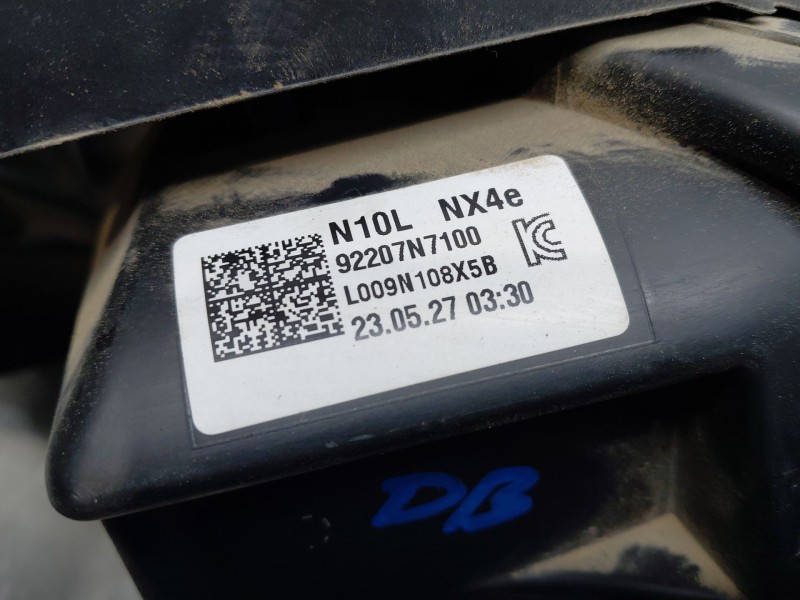 N10L NX4e
92207N7100
L009N108X5B
23.05.27 03:30
DB